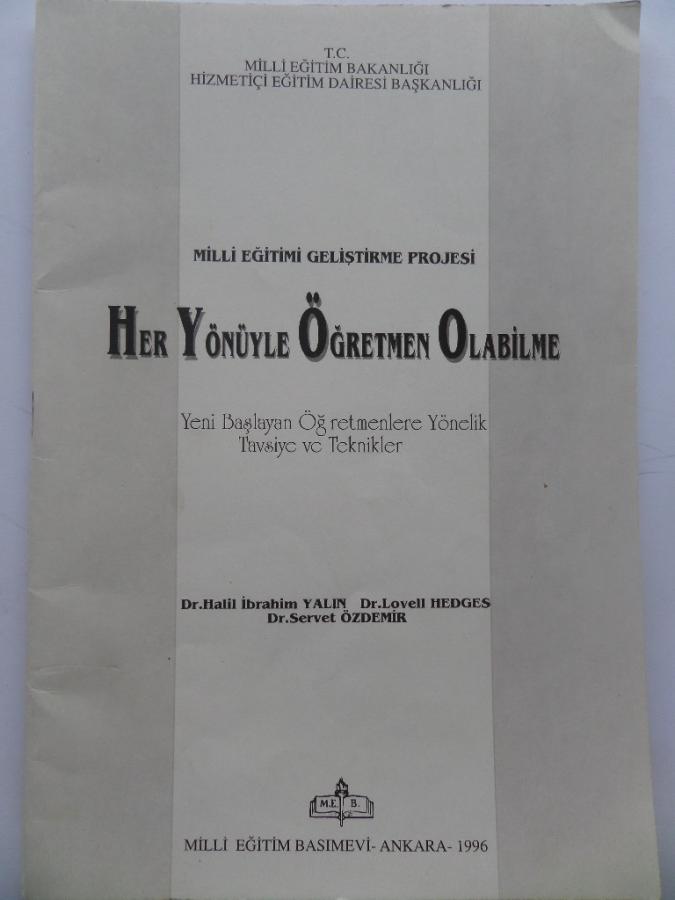 T.C.
MİLLİ EĞİTİM BAKANLIĞI
HİZMETİÇİ EĞİTİM DAİRESİ BAŞKANLIĞI
MİLLİ EĞİTİMİ GELİŞTİRME PROJESİ
HER YÖNÜYLE ÖĞRETMEN OLABİLME
Yeni Başlayan Öğ retmenlere Yönelik
Tavsiye ve Teknikler
Dr.Halil İbrahim YALIN Dr.Lovell HEDGES
Dr.Servet ÖZDEMİR
M.E. B.
MİLLİ EĞİTİM BASIMEVİ- ANKARA- 1996